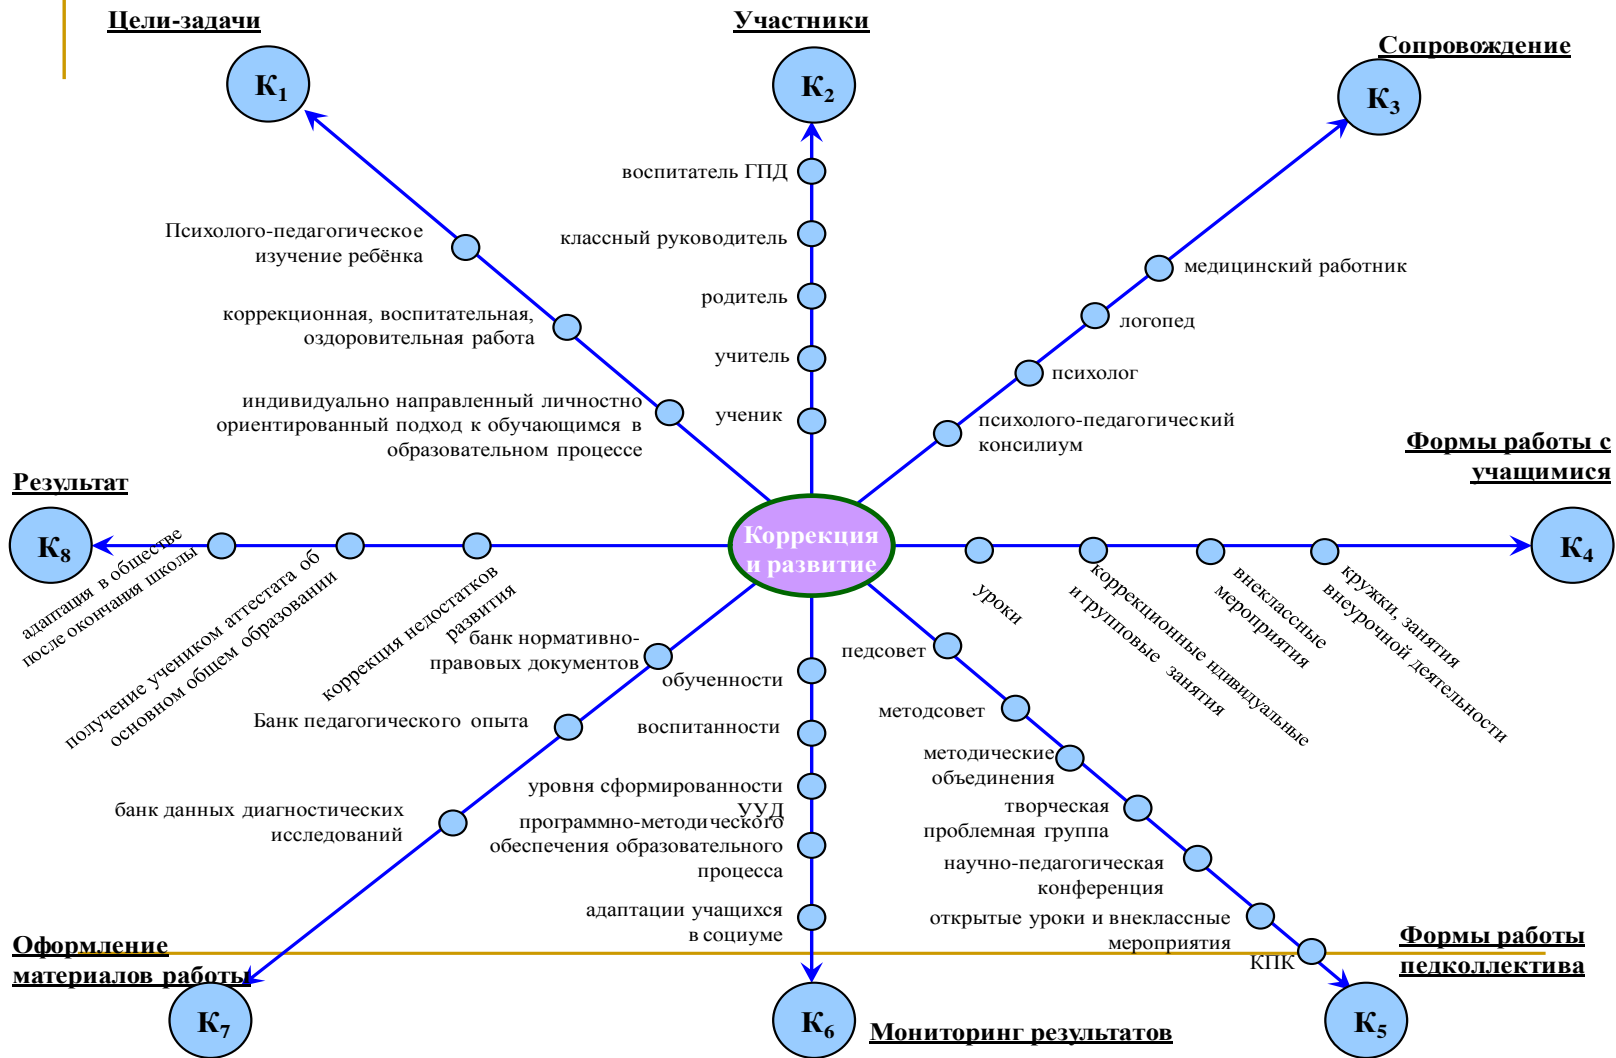 Цели-задачи
К1
Психолого-педагогическое
изучение ребёнка
коррекционная, воспитательная,
оздоровительная работа
индивидуально направленный личностно
ориентированный подход к обучающимся в
образовательном процессе
Участники
К2
воспитатель ГПД
классный руководитель
родитель
учитель
ученик
Сопровождение
К3
медицинский работник
логопед
психолог
психолого-педагогический
консилиум
Формы работы с
учащимися
К4
уроки
коррекционные ндивидуальные
и групповые занятия
внеклассные
мероприятия
кружки, занятия
внеурочной деятельности
Коррекция
и развитие
Результат
К8
адаптация в обществе
после окончания школы
получение учеником аттестата об
основном общем образовании
коррекция недостатков
развития
банк нормативно-
правовых документов
Банк педагогического опыта
банк данных диагностических
исследований
Оформление
материалов работы
К7
обученности
воспитанности
уровня сформированности
УУД
программно-методического
обеспечения образовательного
процесса
адаптации учащихся
в социуме
К6
Мониторинг результатов
педсовет
методсовет
методические
объединения
творческая
проблемная группа
научно-педагогическая
конференция
открытые уроки и внеклассные
мероприятия
КПК
Формы работы
педколлектива
К5